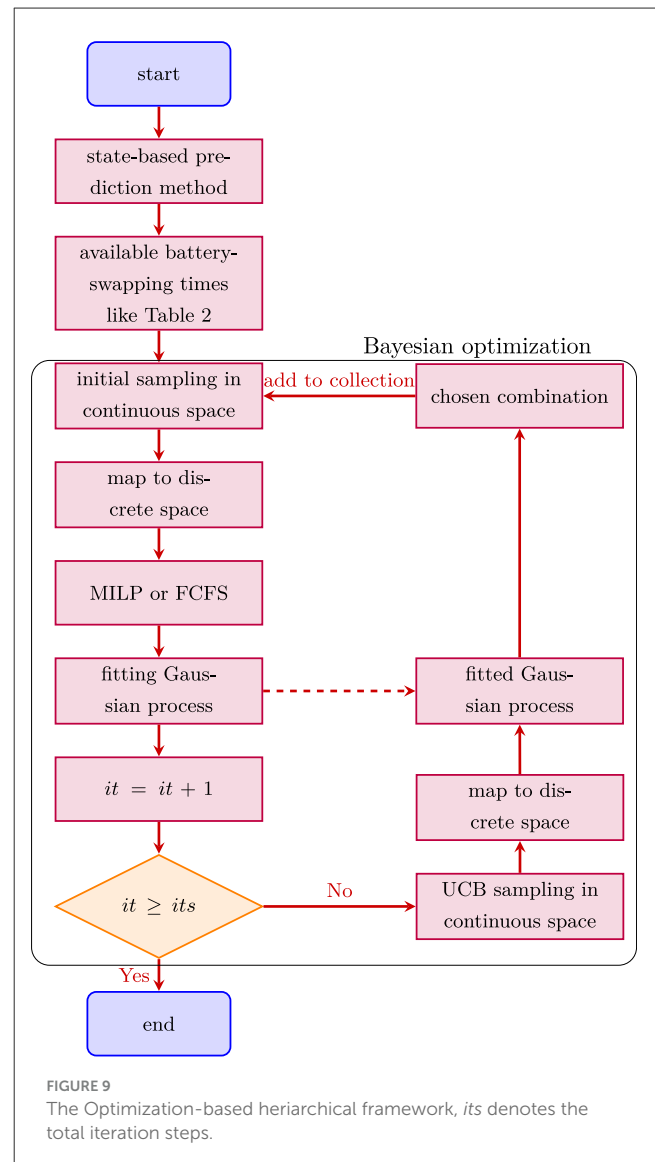 start
state-based pre-
diction method
available battery-
swapping times
like Table 2
Bayesian optimization
initial sampling in
continuous space
add to collection
chosen combination
map to dis-
crete space
MILP or FCFS
fitting Gaus-
sian process
fitted Gaus-
sian process
it = it + 1
map to dis-
crete space
it ≥ its
No
UCB sampling in
continuous space
Yes
end
FIGURE 9
The Optimization-based heriarchical framework, its denotes the
total iteration steps.